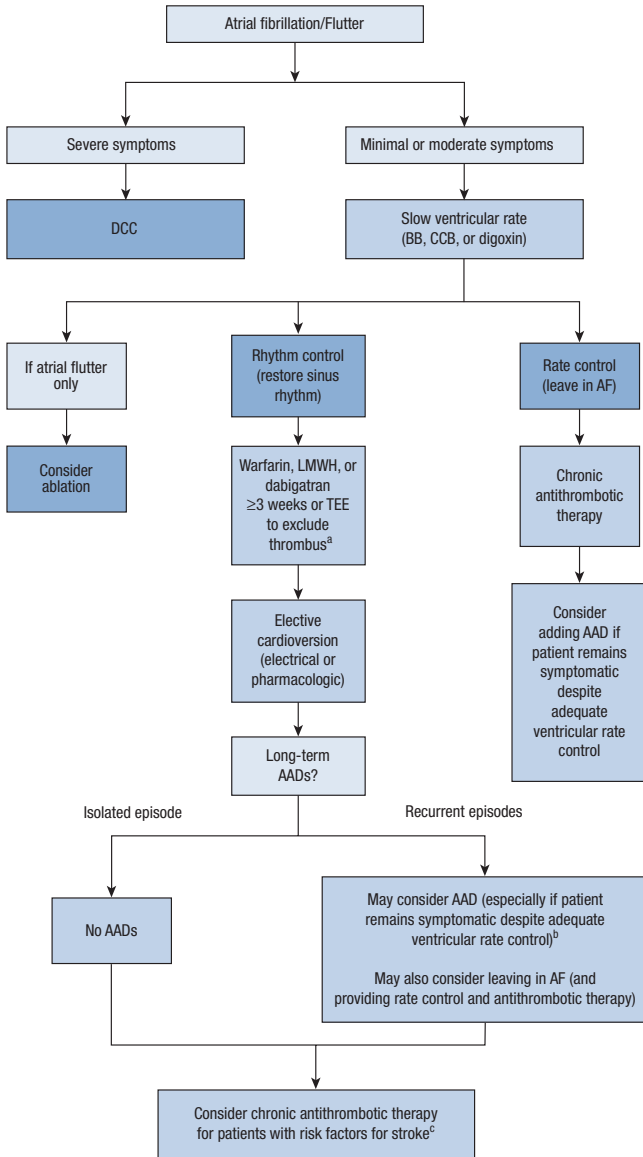 Atrial fibrillation/Flutter
Severe symptoms
Minimal or moderate symptoms
DCC
Slow ventricular rate
(BB, CCB, or digoxin)
If atrial flutter
only
Rhythm control
(restore sinus
rhythm)
Rate control
(leave in AF)
Consider
ablation
Warfarin, LMWH, or
dabigatran
≥3 weeks or TEE
to exclude
thrombusᵃ
Chronic
antithrombotic
therapy
Elective
cardioversion
(electrical or
pharmacologic)
Consider
adding AAD if
patient remains
symptomatic
despite
adequate
ventricular rate
control
Long-term
AADs?
Isolated episode
Recurrent episodes
No AADs
May consider AAD (especially if patient
remains symptomatic despite adequate
ventricular rate control)ᵇ
May also consider leaving in AF (and
providing rate control and antithrombotic therapy)
Consider chronic antithrombotic therapy
for patients with risk factors for strokeᶜ